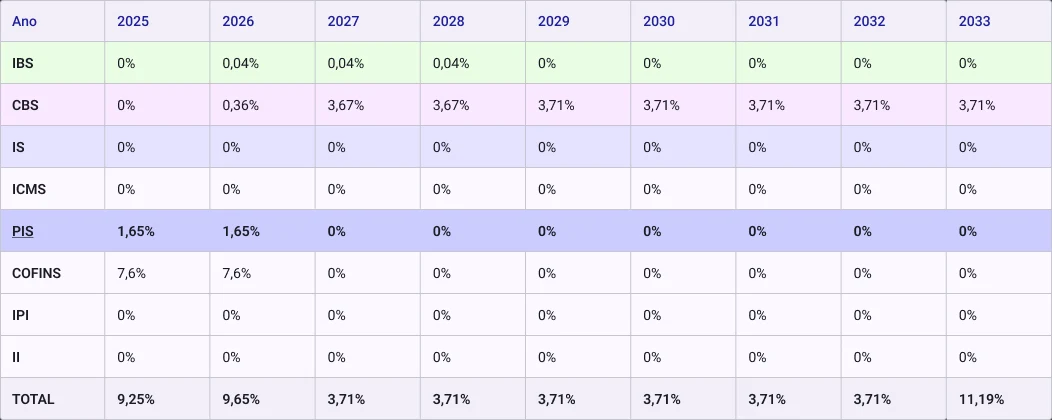 Ano 2025 2026 2027 2028 2029 2030 2031 2032 2033
IBS 0% 0,04% 0,04% 0,04% 0% 0% 0% 0% 0%
CBS 0% 0,36% 3,67% 3,67% 3,71% 3,71% 3,71% 3,71% 3,71%
IS 0% 0% 0% 0% 0% 0% 0% 0% 0%
ICMS 0% 0% 0% 0% 0% 0% 0% 0% 0%
PIS 1,65% 1,65% 0% 0% 0% 0% 0% 0% 0%
COFINS 7,6% 7,6% 0% 0% 0% 0% 0% 0% 0%
IPI 0% 0% 0% 0% 0% 0% 0% 0% 0%
II 0% 0% 0% 0% 0% 0% 0% 0% 0%
TOTAL 9,25% 9,65% 3,71% 3,71% 3,71% 3,71% 3,71% 3,71% 11,19%